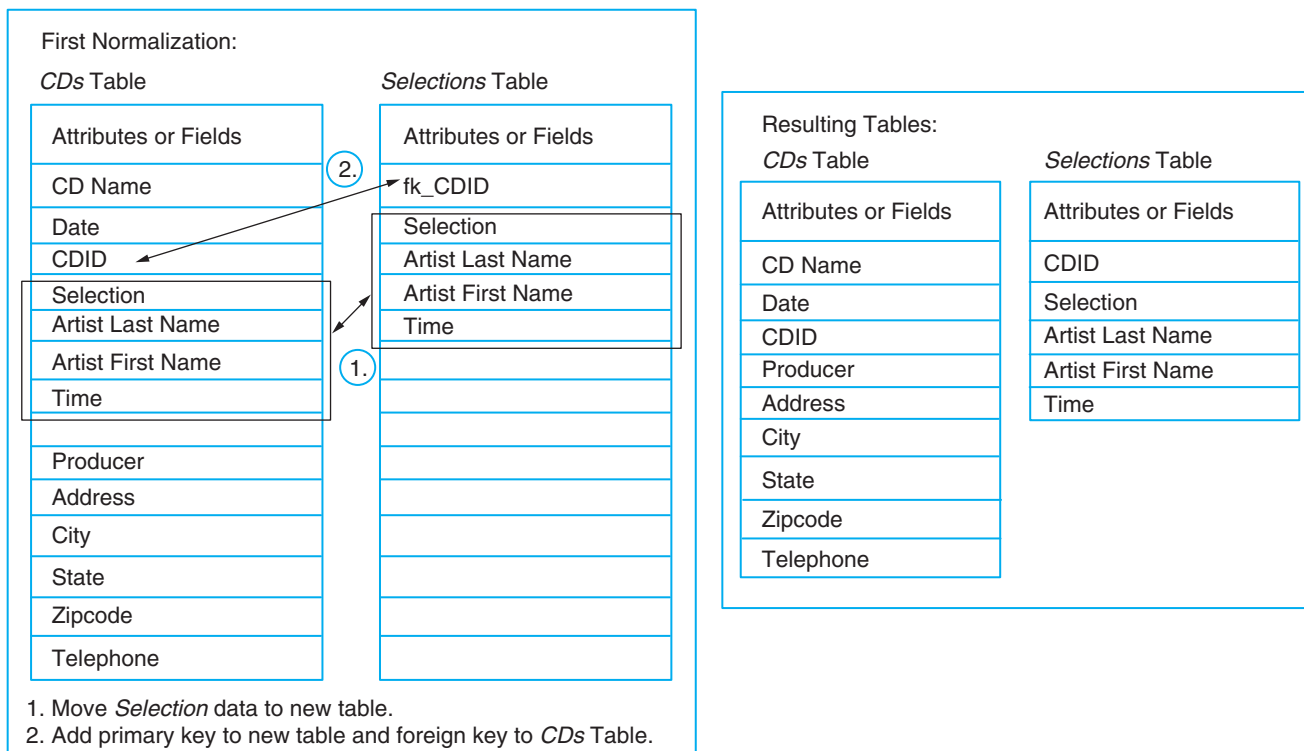 First Normalization:
CDs Table
Attributes or Fields
CD Name
Date
CDID
Selection
Artist Last Name
Artist First Name
Time
Producer
Address
City
State
Zipcode
Telephone
Selections Table
Attributes or Fields
fk_CDID
Selection
Artist Last Name
Artist First Name
Time
2.
1.
1. Move Selection data to new table.
2. Add primary key to new table and foreign key to CDs Table.
Resulting Tables:
CDs Table
Attributes or Fields
CD Name
Date
CDID
Producer
Address
City
State
Zipcode
Telephone
Selections Table
Attributes or Fields
CDID
Selection
Artist Last Name
Artist First Name
Time